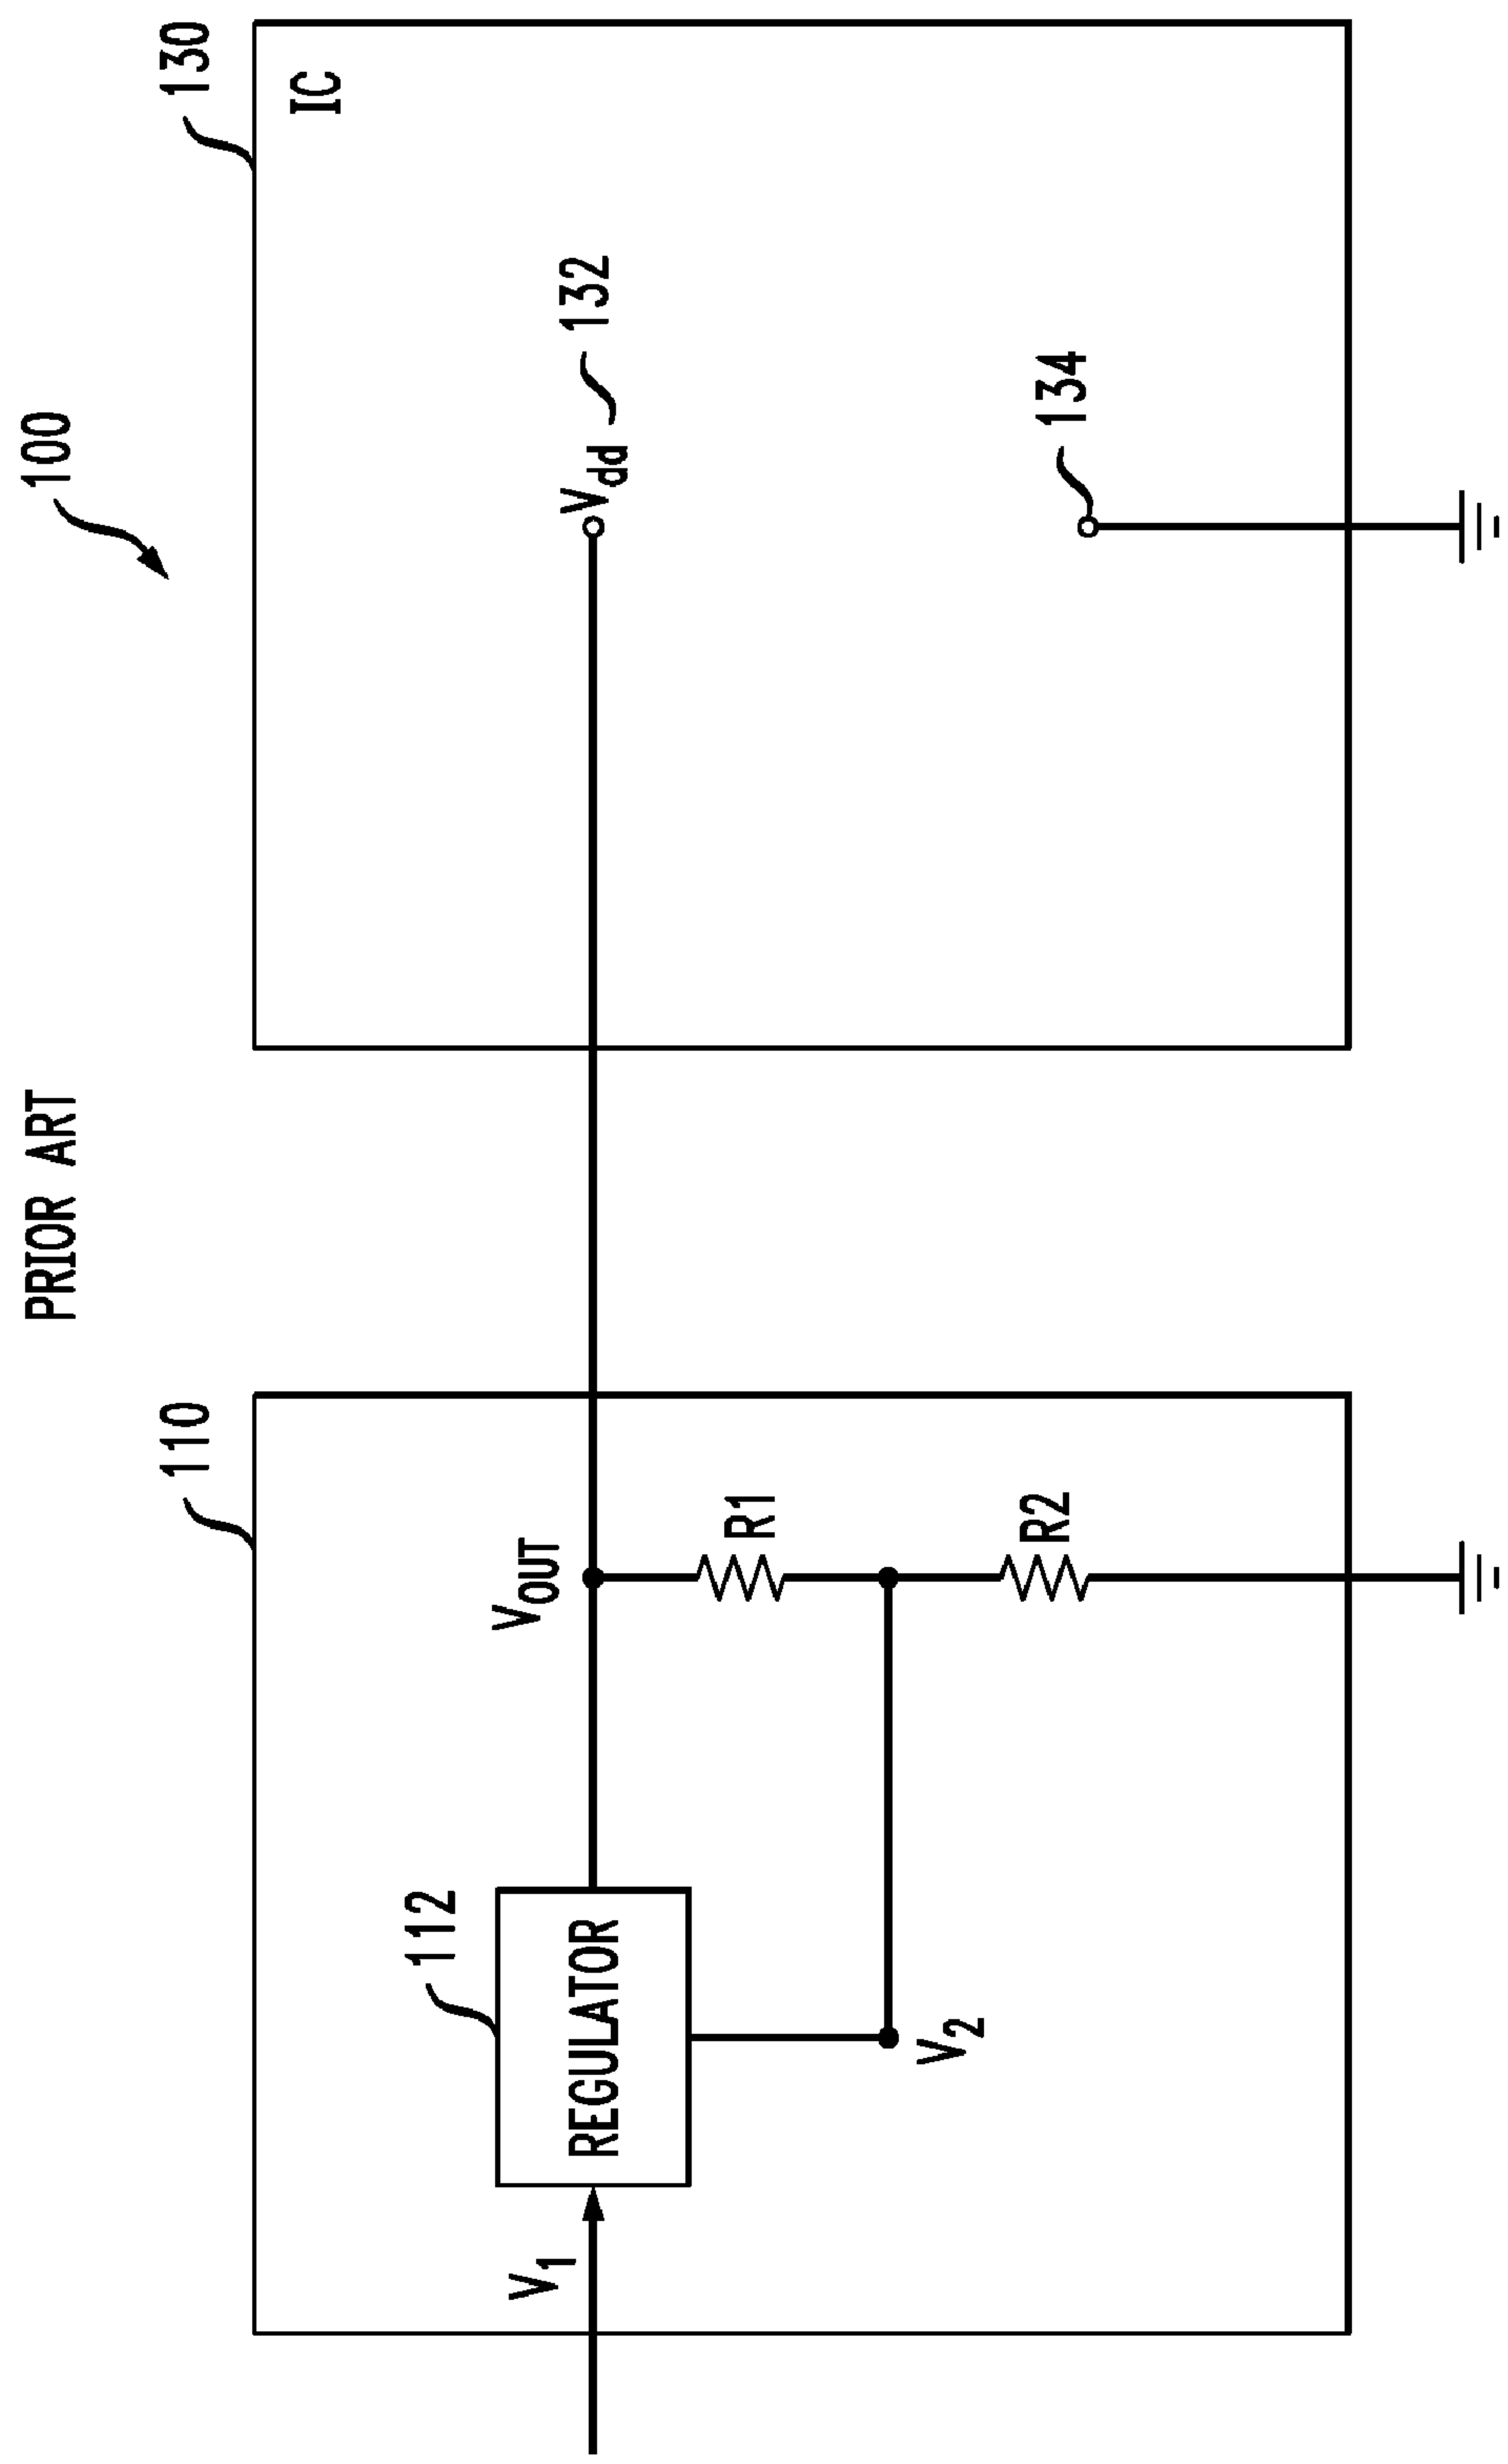 PRIOR ART
100
110
130
IC
112
V1
REGULATOR
VOUT
Vdd
132
R1
V2
R2
134